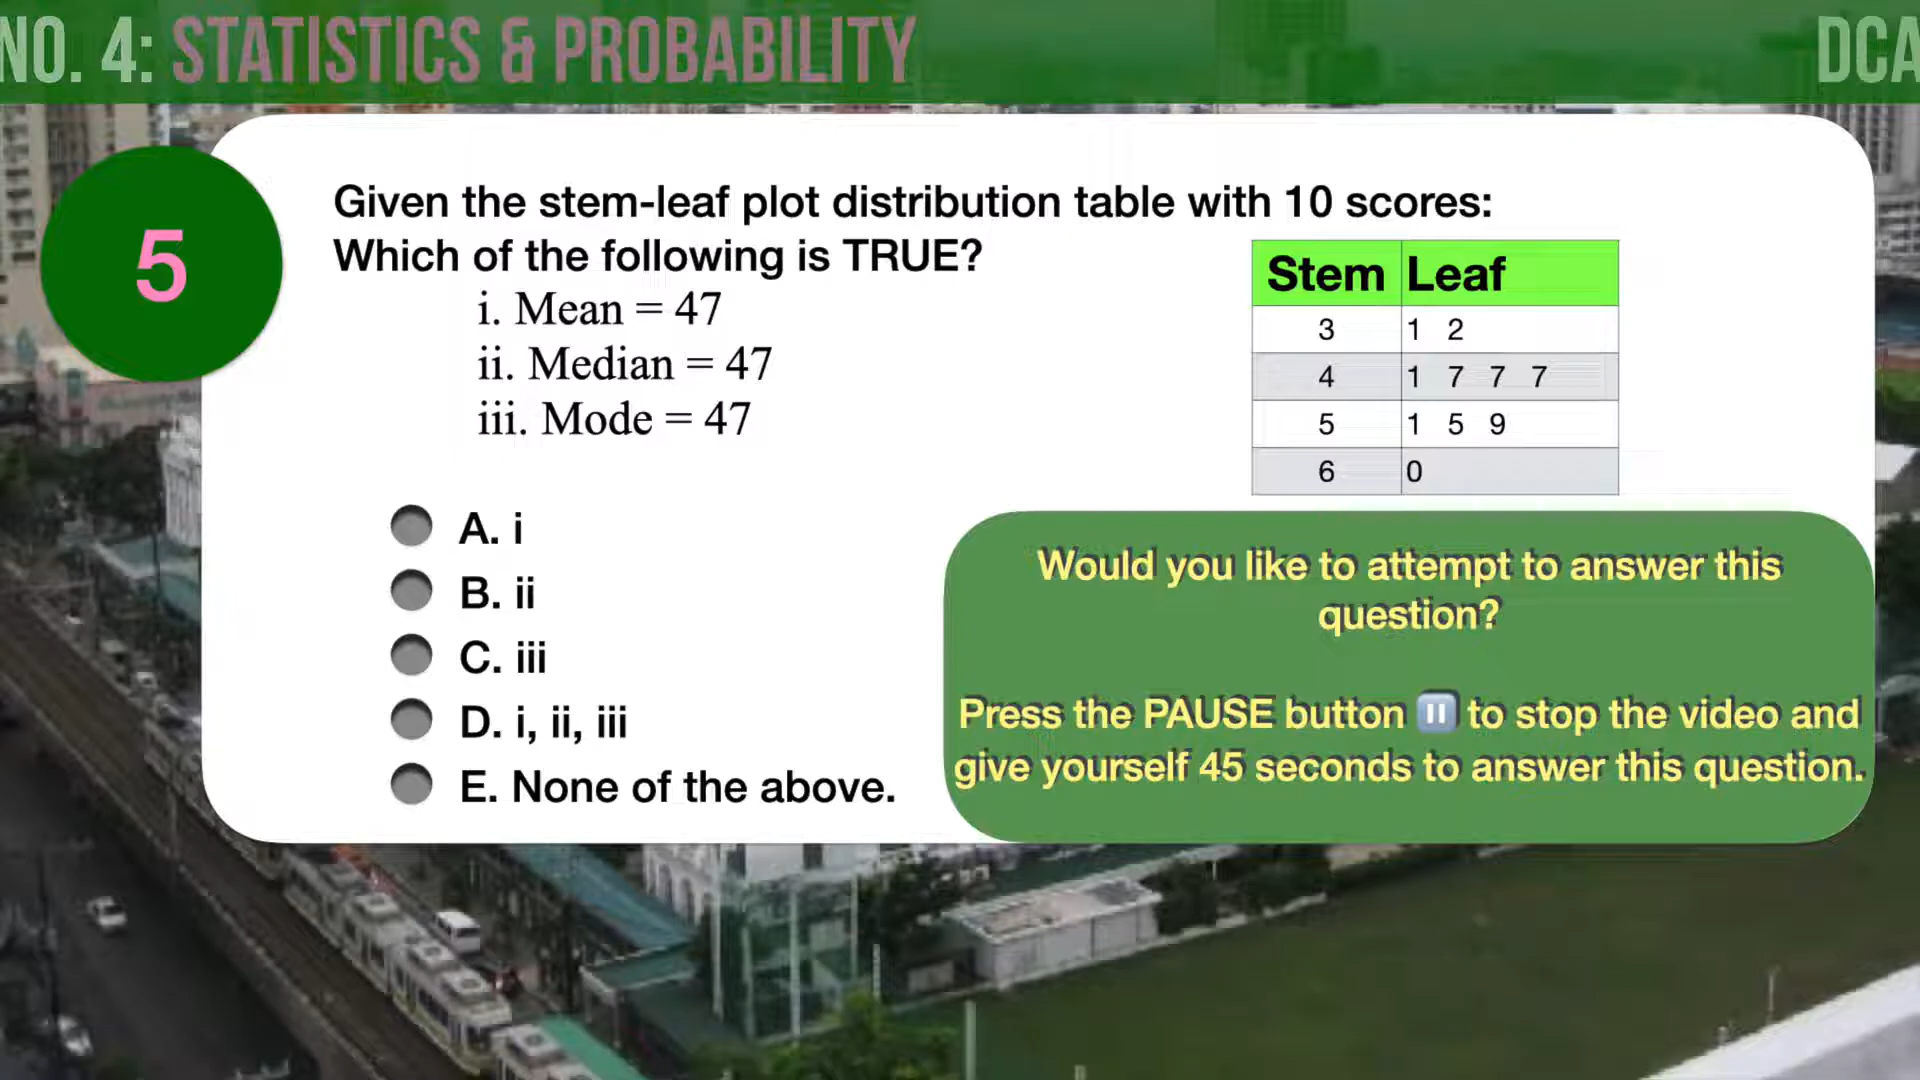 NO. 4: STATISTICS & PROBABILITY
DCA
5
Given the stem-leaf plot distribution table with 10 scores:
Which of the following is TRUE?
i. Mean = 47
ii. Median = 47
iii. Mode = 47
Stem Leaf
3 1 2
4 1 7 7 7
5 1 5 9
6 0
A. i
B. ii
C. iii
D. i, ii, iii
E. None of the above.
Would you like to attempt to answer this
question?
Press the PAUSE button ⏸️ to stop the video and
give yourself 45 seconds to answer this question.